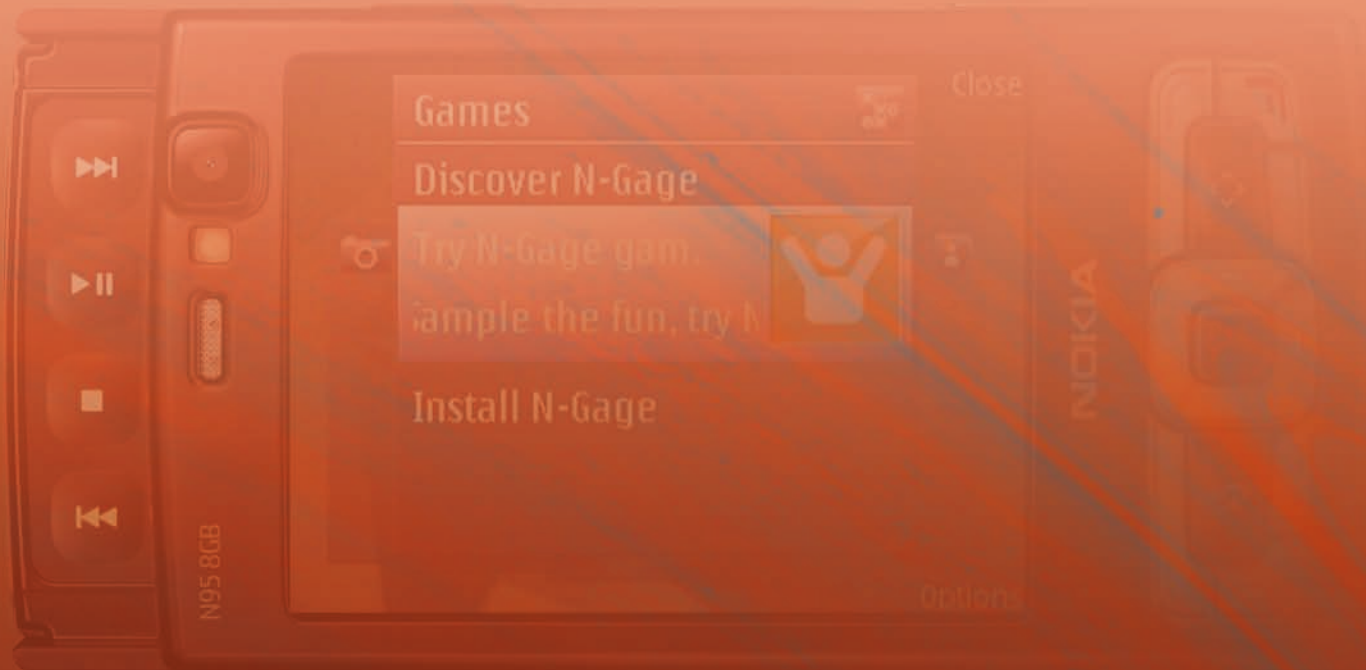 Close
Games
Discover N-Gage
Try N-Gage gam.
ample the fun, try N
Install N-Gage
Options
NOKIA
N95 8GB